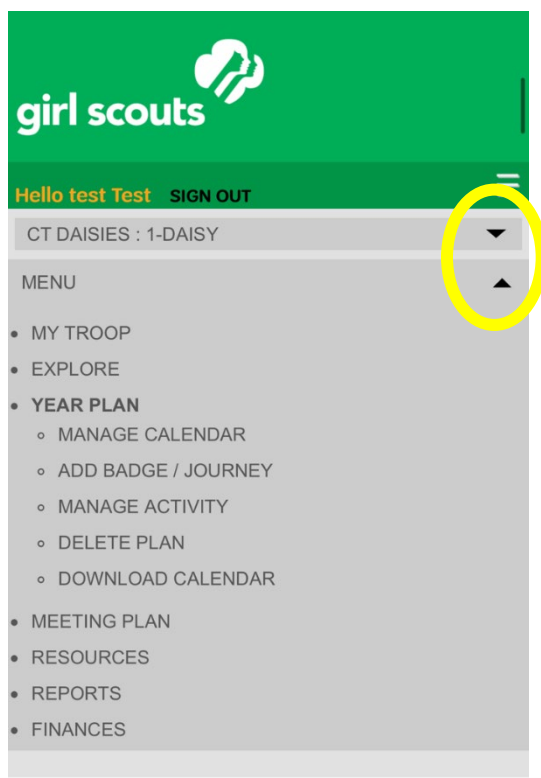 girl scouts
Hello test Test SIGN OUT
CT DAISIES : 1-DAISY
MENU
MY TROOP
EXPLORE
YEAR PLAN
MANAGE CALENDAR
ADD BADGE / JOURNEY
MANAGE ACTIVITY
DELETE PLAN
DOWNLOAD CALENDAR
MEETING PLAN
RESOURCES
REPORTS
FINANCES